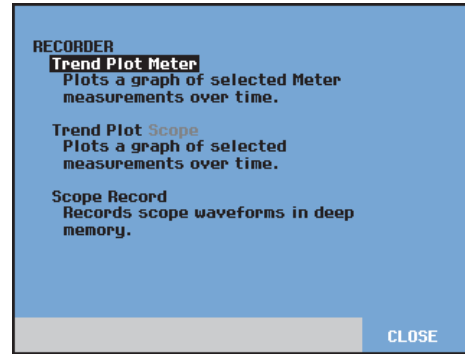 RECORDER
Trend Plot Meter
Plots a graph of selected Meter
measurements over time.
Trend Plot Scope
Plots a graph of selected
measurements over time.
Scope Record
Records scope waveforms in deep
memory.
CLOSE